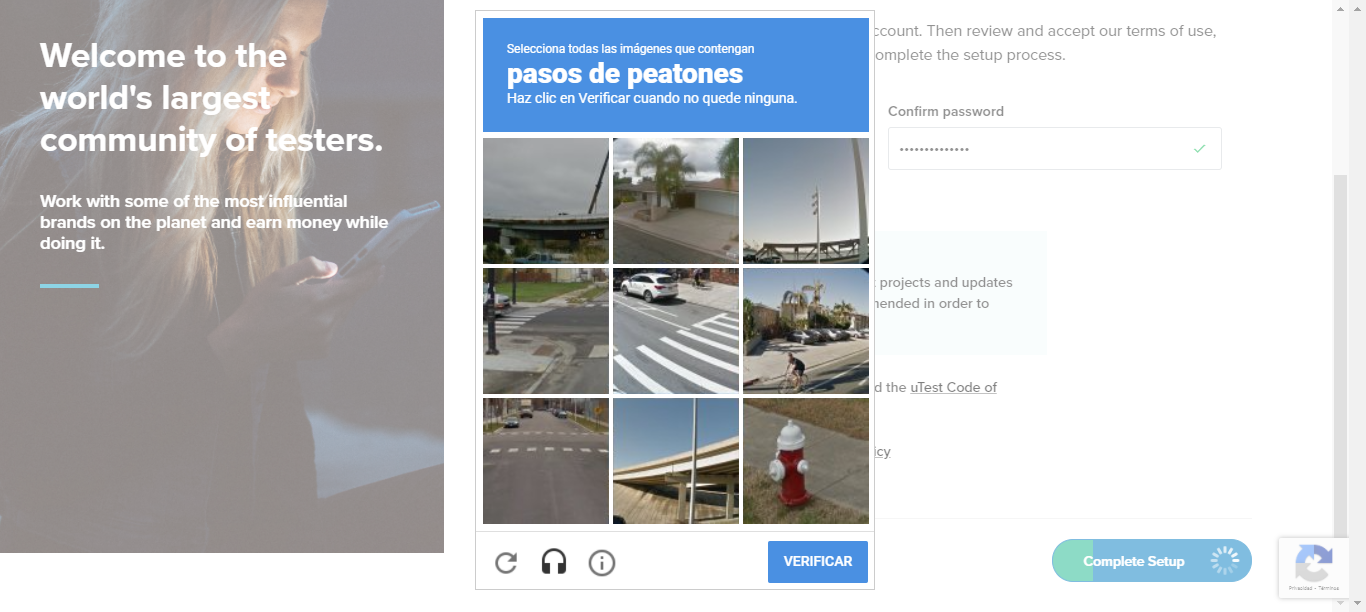 Welcome to the
world's largest
community of testers.
Work with some of the most influential
brands on the planet and earn money while
doing it.
Selecciona todas las imágenes que contengan
pasos de peatones
Haz clic en Verificar cuando no quede ninguna.
VERIFICAR
ccount. Then review and accept our terms of use,
omplete the setup process.
Confirm password
projects and updates
nended in order to
d the uTest Code of
icy
Complete Setup
Privacidad - Términos